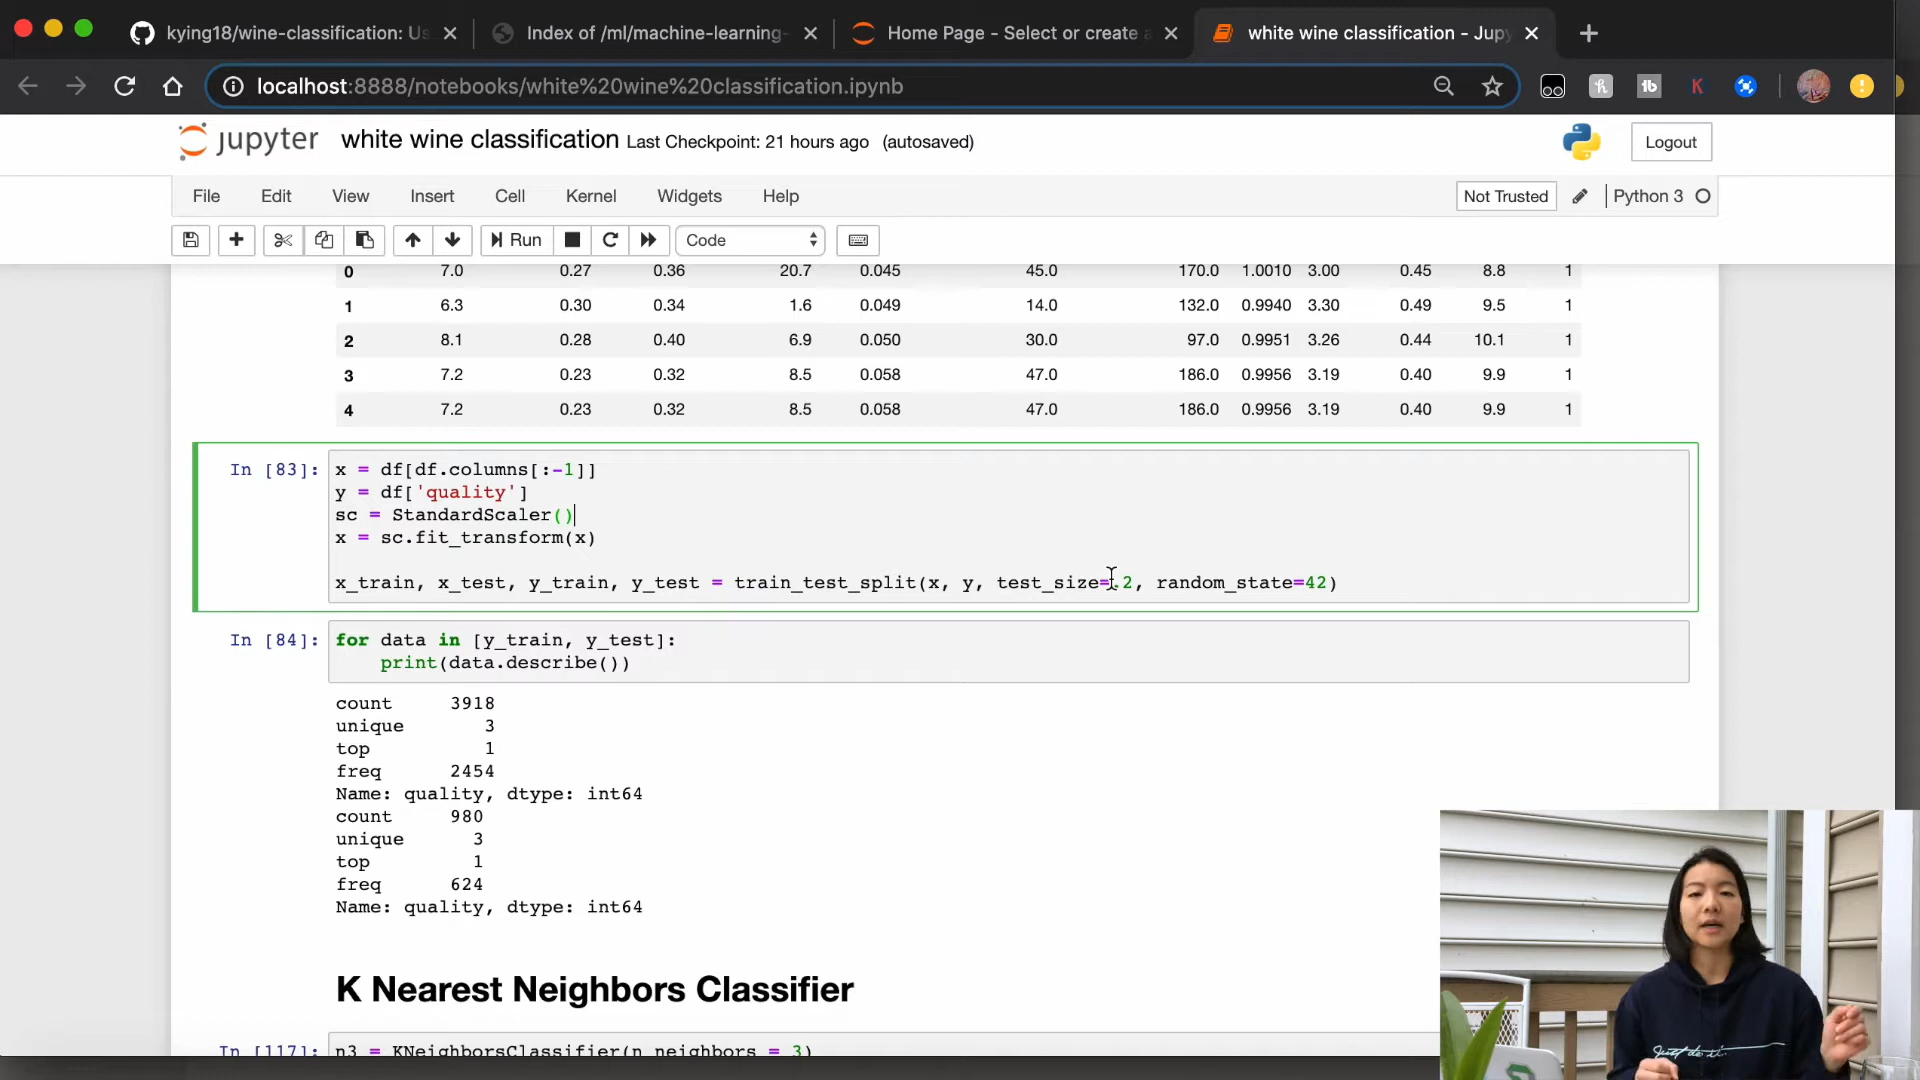 kying18/wine-classification: Us
Index of /ml/machine-learning-
Home Page - Select or create a
white wine classification - Jupy
localhost:8888/notebooks/white%20wine%20classification.ipynb
jupyter white wine classification Last Checkpoint: 21 hours ago (autosaved)
Logout
File Edit View Insert Cell Kernel Widgets Help
Not Trusted Python 3
Run Code
0 7.0 0.27 0.36 20.7 0.045 45.0 170.0 1.0010 3.00 0.45 8.8 1
1 6.3 0.30 0.34 1.6 0.049 14.0 132.0 0.9940 3.30 0.49 9.5 1
2 8.1 0.28 0.40 6.9 0.050 30.0 97.0 0.9951 3.26 0.44 10.1 1
3 7.2 0.23 0.32 8.5 0.058 47.0 186.0 0.9956 3.19 0.40 9.9 1
4 7.2 0.23 0.32 8.5 0.058 47.0 186.0 0.9956 3.19 0.40 9.9 1
In [83]: x = df[df.columns[:-1]]
y = df['quality']
sc = StandardScaler()
x = sc.fit_transform(x)
x_train, x_test, y_train, y_test = train_test_split(x, y, test_size=.2, random_state=42)
In [84]: for data in [y_train, y_test]:
print(data.describe())
count 3918
unique 3
top 1
freq 2454
Name: quality, dtype: int64
count 980
unique 3
top 1
freq 624
Name: quality, dtype: int64
K Nearest Neighbors Classifier
In [117]: n3 = KNeighborsClassifier(n_neighbors = 3)
Just do it.